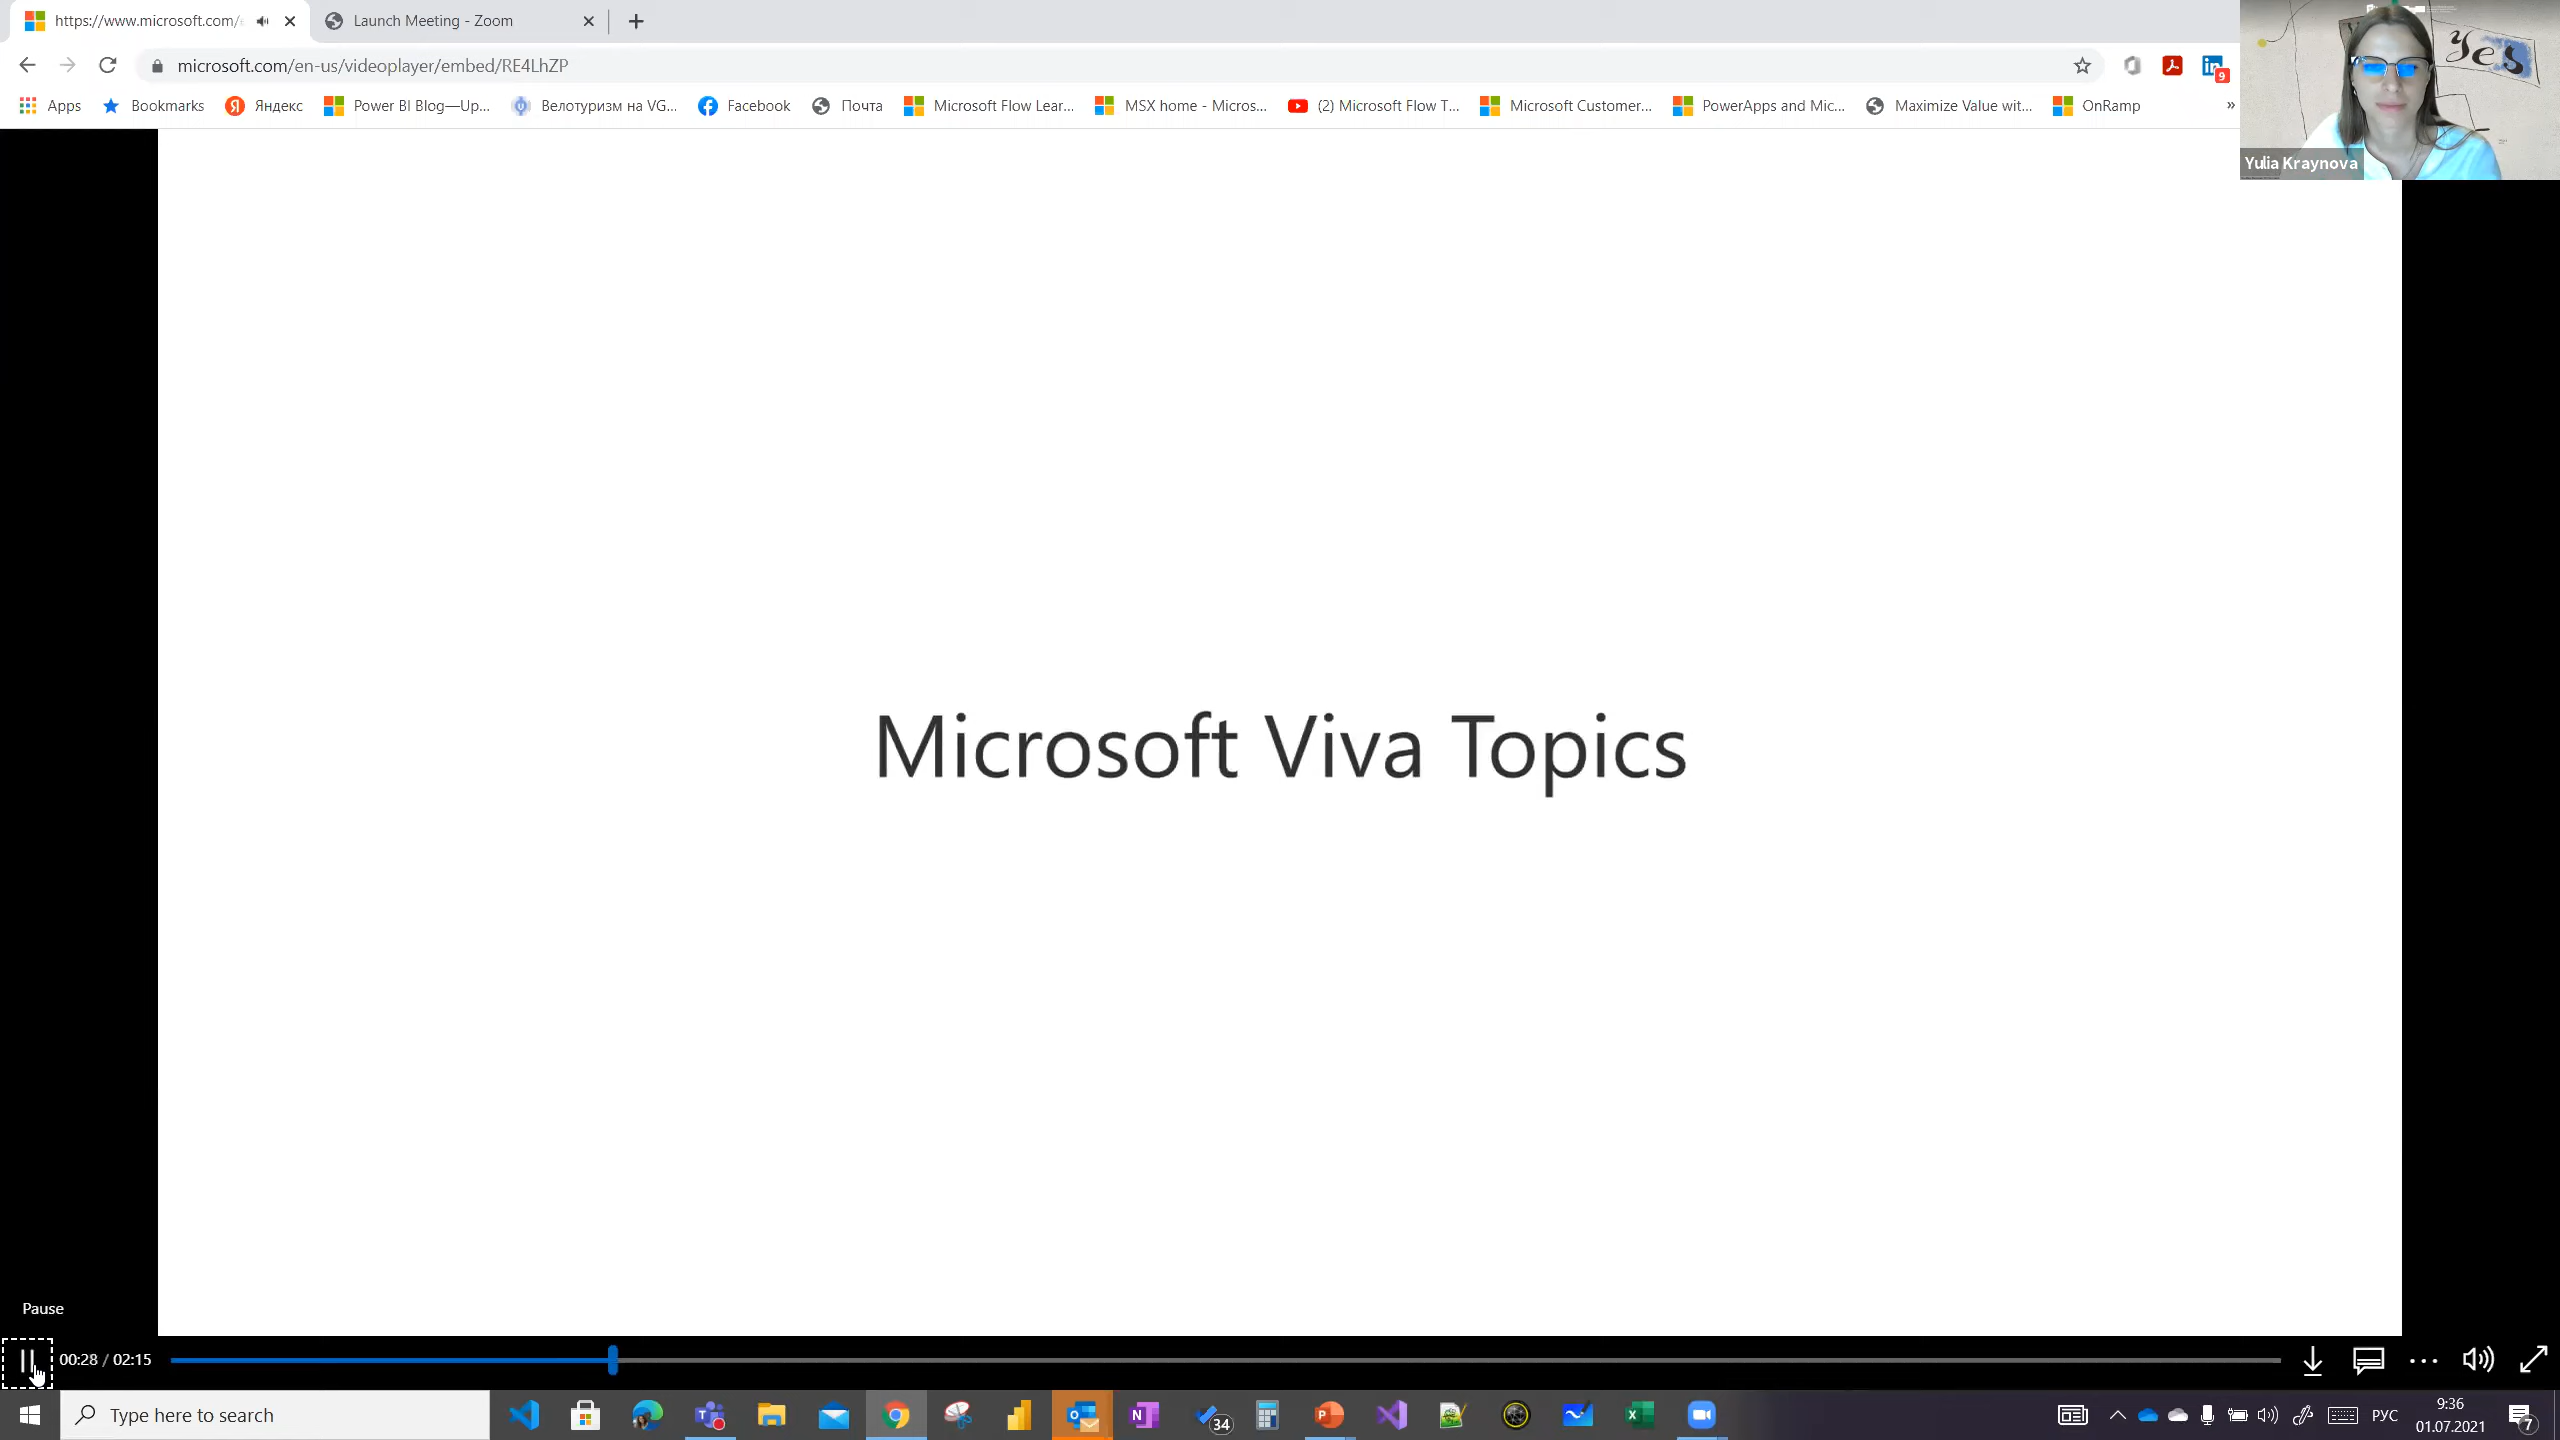 https://www.microsoft.com/
Launch Meeting - Zoom
microsoft.com/en-us/videoplayer/embed/RE4LhZP
9
Apps
Bookmarks
Яндекс
Power BI Blog—Up...
Велотуризм на VG...
Facebook
Почта
Microsoft Flow Lear...
MSX home - Micros...
(2) Microsoft Flow T...
Microsoft Customer...
PowerApps and Mic...
Maximize Value wit...
OnRamp
»
Yes
Yulia Kraynova
Microsoft Viva Topics
Pause
00:28 / 02:15
Type here to search
34
РУС
9:36
01.07.2021
7